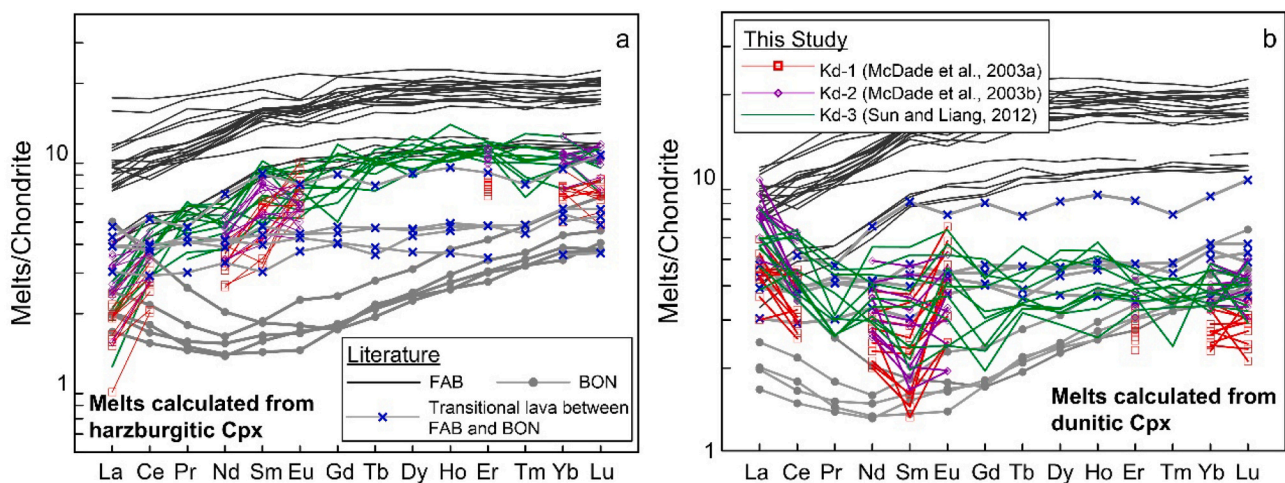 a
Melts/Chondrite
10
1
Literature
FAB
BON
Transitional lava between
FAB and BON
Melts calculated from
harzburgitic Cpx
La Ce Pr Nd Sm Eu Gd Tb Dy Ho Er Tm Yb Lu
b
This Study
Kd-1 (McDade et al., 2003a)
Kd-2 (McDade et al., 2003b)
Kd-3 (Sun and Liang, 2012)
Melts/Chondrite
10
1
Melts calculated from
dunitic Cpx
La Ce Pr Nd Sm Eu Gd Tb Dy Ho Er Tm Yb Lu